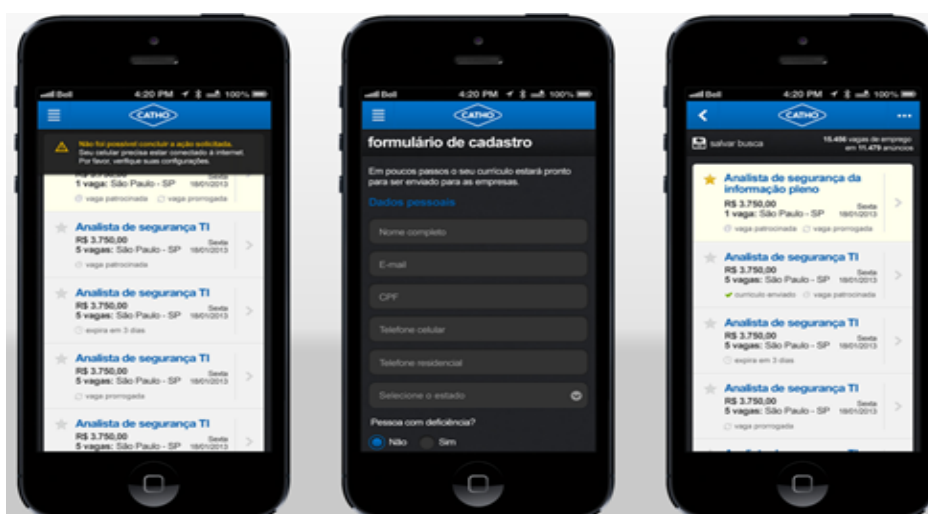 Bell 4:20 PM 100%
CATHO
Não foi possível concluir a ação solicitada.
Seu celular precisa estar conectado à internet.
Por favor, verifique suas configurações.
R$ 3.750,00 Sexta
1 vaga: São Paulo - SP 18/01/2013
vaga patrocinada vaga prorrogada
Analista de segurança TI
R$ 3.750,00 Sexta
5 vagas: São Paulo - SP 18/01/2013
vaga patrocinada
Analista de segurança TI
R$ 3.750,00 Sexta
5 vagas: São Paulo - SP 18/01/2013
expira em 3 dias
Analista de segurança TI
R$ 3.750,00 Sexta
5 vagas: São Paulo - SP 18/01/2013
vaga prorrogada
Analista de segurança TI
R$ 3.750,00 Sexta
5 vagas: São Paulo - SP 18/01/2013
Bell 4:20 PM 100%
CATHO
formulário de cadastro
Em poucos passos o seu currículo estará pronto
para ser enviado para as empresas.
Dados pessoais
Nome completo
E-mail
CPF
Telefone celular
Telefone residencial
Selecione o estado
Pessoa com deficiência?
Não Sim
Bell 4:20 PM 100%
CATHO
salvar busca 15.456 vagas de emprego
em 11.479 anúncios
Analista de segurança da
informação pleno
R$ 3.750,00 Sexta
1 vaga: São Paulo - SP 18/01/2013
vaga patrocinada vaga prorrogada
Analista de segurança TI
R$ 3.750,00 Sexta
5 vagas: São Paulo - SP 18/01/2013
currículo enviado vaga patrocinada
Analista de segurança TI
R$ 3.750,00 Sexta
5 vagas: São Paulo - SP 18/01/2013
expira em 3 dias
Analista de segurança TI
R$ 3.750,00 Sexta
5 vagas: São Paulo - SP 18/01/2013
vaga prorrogada